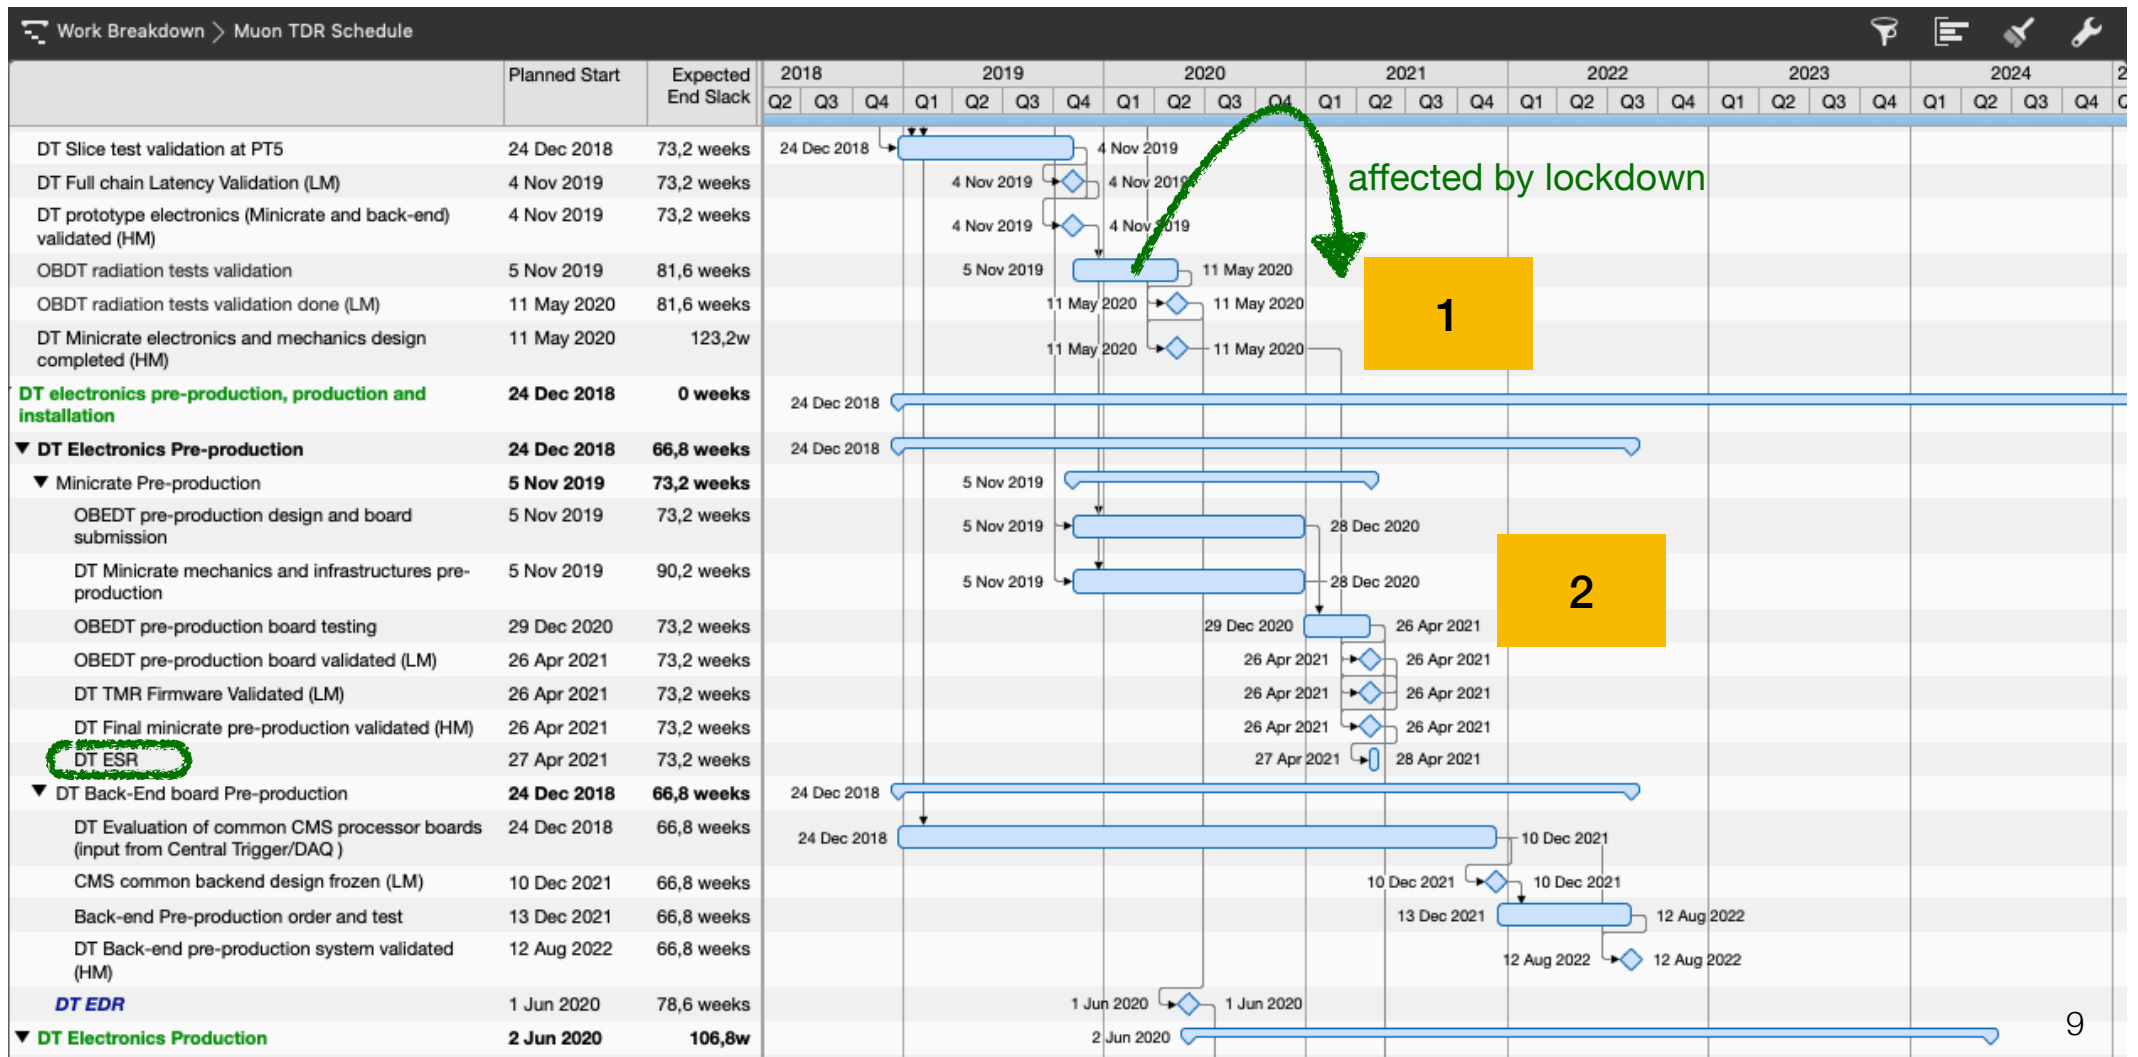 Work Breakdown > Muon TDR Schedule
Planned Start
Expected End Slack
2018 2019 2020 2021 2022 2023 2024 2
Q2 Q3 Q4 Q1 Q2 Q3 Q4 Q1 Q2 Q3 Q4 Q1 Q2 Q3 Q4 Q1 Q2 Q3 Q4 Q1 Q2 Q3 Q4 Q1 Q2 Q3 Q4
DT Slice test validation at PT5 24 Dec 2018 73,2 weeks 24 Dec 2018 4 Nov 2019
affected by lockdown
DT Full chain Latency Validation (LM) 4 Nov 2019 73,2 weeks 4 Nov 2019 4 Nov 2019
DT prototype electronics (Minicrate and back-end) 4 Nov 2019 73,2 weeks 4 Nov 2019 4 Nov 2019
validated (HM)
OBDT radiation tests validation 5 Nov 2019 81,6 weeks 5 Nov 2019 11 May 2020
OBDT radiation tests validation done (LM) 11 May 2020 81,6 weeks 11 May 2020 11 May 2020
1
DT Minicrate electronics and mechanics design 11 May 2020 123,2w 11 May 2020 11 May 2020
completed (HM)
DT electronics pre-production, production and 24 Dec 2018 0 weeks 24 Dec 2018
installation
DT Electronics Pre-production 24 Dec 2018 66,8 weeks 24 Dec 2018
Minicrate Pre-production 5 Nov 2019 73,2 weeks 5 Nov 2019
OBEDT pre-production design and board 5 Nov 2019 73,2 weeks 5 Nov 2019 28 Dec 2020
submission
DT Minicrate mechanics and infrastructures pre- 5 Nov 2019 90,2 weeks 5 Nov 2019 28 Dec 2020
production
2
OBEDT pre-production board testing 29 Dec 2020 73,2 weeks 29 Dec 2020 26 Apr 2021
OBEDT pre-production board validated (LM) 26 Apr 2021 73,2 weeks 26 Apr 2021 26 Apr 2021
DT TMR Firmware Validated (LM) 26 Apr 2021 73,2 weeks 26 Apr 2021 26 Apr 2021
DT Final minicrate pre-production validated (HM) 26 Apr 2021 73,2 weeks 26 Apr 2021 26 Apr 2021
DT ESR 27 Apr 2021 73,2 weeks 27 Apr 2021 28 Apr 2021
DT Back-End board Pre-production 24 Dec 2018 66,8 weeks 24 Dec 2018
DT Evaluation of common CMS processor boards 24 Dec 2018 66,8 weeks 24 Dec 2018 10 Dec 2021
(input from Central Trigger/DAQ )
CMS common backend design frozen (LM) 10 Dec 2021 66,8 weeks 10 Dec 2021 10 Dec 2021
Back-end Pre-production order and test 13 Dec 2021 66,8 weeks 13 Dec 2021 12 Aug 2022
DT Back-end pre-production system validated 12 Aug 2022 66,8 weeks 12 Aug 2022 12 Aug 2022
(HM)
DT EDR 1 Jun 2020 78,6 weeks 1 Jun 2020 1 Jun 2020
DT Electronics Production 2 Jun 2020 106,8w 2 Jun 2020
9